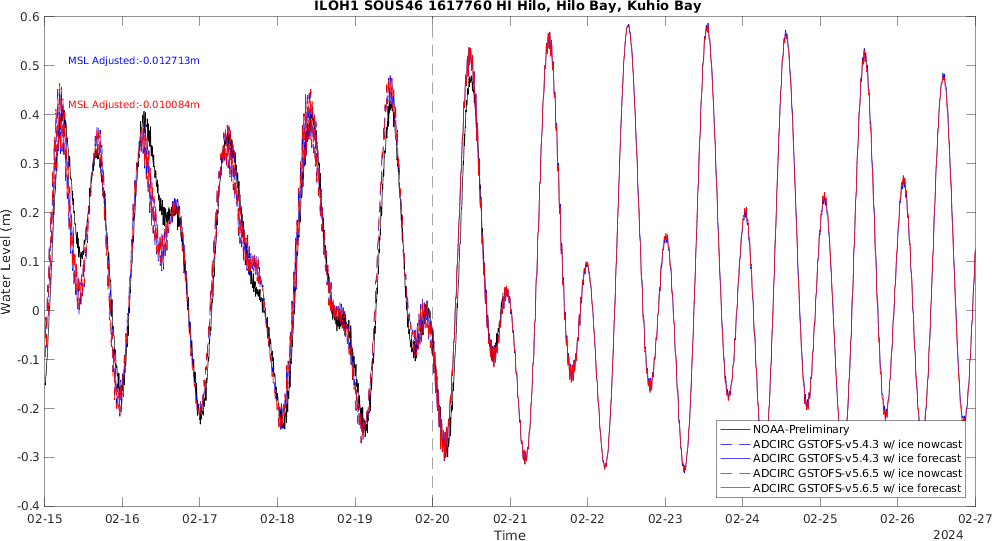 ILOH1 SOUS46 1617760 HI Hilo, Hilo Bay, Kuhio Bay
MSL Adjusted:-0.012713m
MSL Adjusted:-0.010084m
Water Level (m)
0.6
0.5
0.4
0.3
0.2
0.1
0
-0.1
-0.2
-0.3
-0.4
NOAA-Preliminary
ADCIRC GSTOFS-v5.4.3 w/ ice nowcast
ADCIRC GSTOFS-v5.4.3 w/ ice forecast
ADCIRC GSTOFS-v5.6.5 w/ ice nowcast
ADCIRC GSTOFS-v5.6.5 w/ ice forecast
02-15 02-16 02-17 02-18 02-19 02-20 02-21 02-22 02-23 02-24 02-25 02-26 02-27
Time
2024